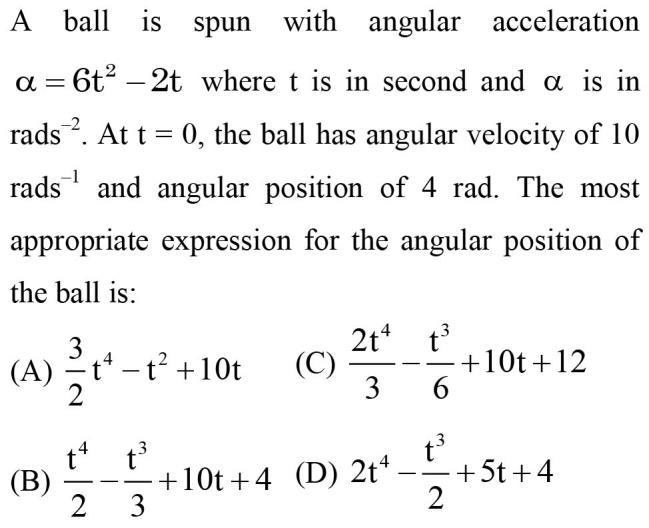 A ball is spun with angular acceleration
α = 6t² – 2t where t is in second and α is in
rads⁻². At t = 0, the ball has angular velocity of 10
rads⁻¹ and angular position of 4 rad. The most
appropriate expression for the angular position of
the ball is:
(A) 3/2 t⁴ – t² + 10t (C) 2t⁴/3 – t³/6 + 10t + 12
(B) t⁴/2 – t³/3 + 10t + 4 (D) 2t⁴ – t³/2 + 5t + 4